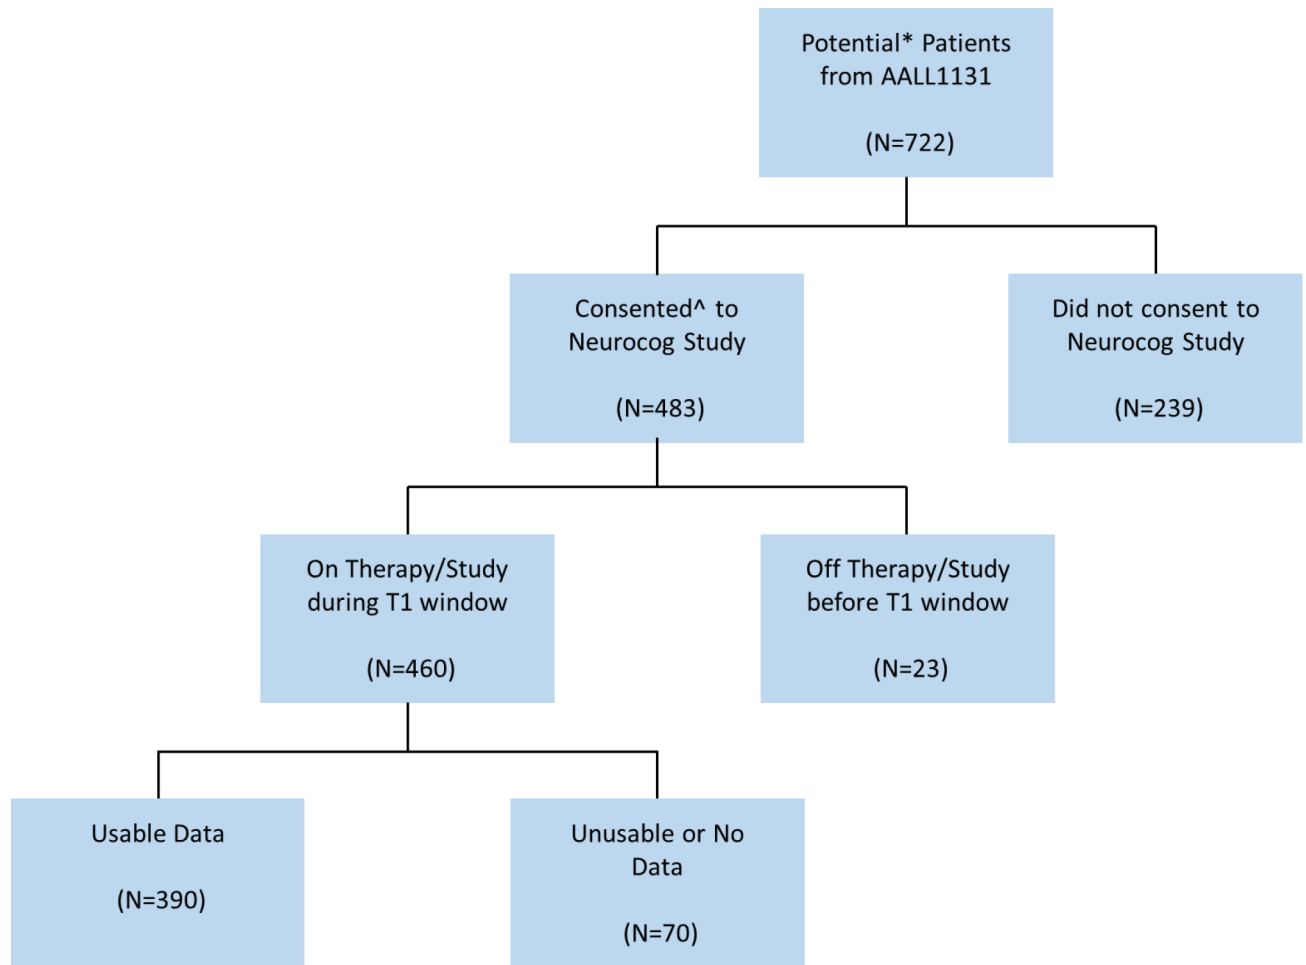 Potential* Patients
from AALL1131
(N=722)
Consented^ to
Neurocog Study
(N=483)
Did not consent to
Neurocog Study
(N=239)
On Therapy/Study
during T1 window
(N=460)
Off Therapy/Study
before T1 window
(N=23)
Usable Data
(N=390)
Unusable or No
Data
(N=70)